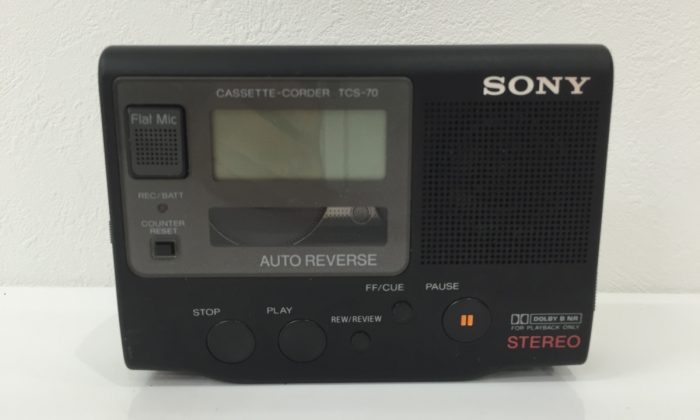 CASSETTE-CORDER TCS-70
SONY
Flat Mic
REC/BATT
COUNTER
RESET
AUTO REVERSE
FF/CUE
PAUSE
STOP
PLAY
REW/REVIEW
DOLBY B NR
FOR PLAYBACK ONLY
STEREO